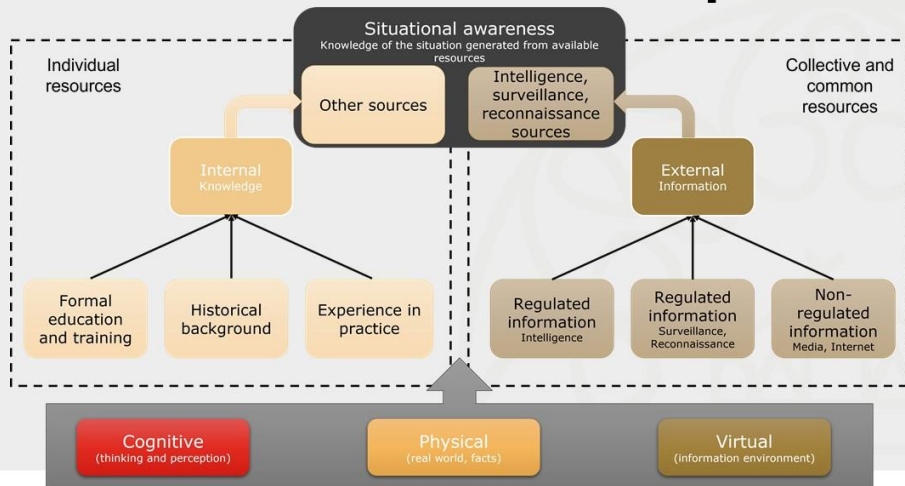 Situational awareness
Knowledge of the situation generated from available
resources
Individual
resources
Collective and
common
resources
Other sources
Intelligence,
surveillance,
reconnaissance
sources
Internal
Knowledge
External
Information
Formal
education
and training
Historical
background
Experience in
practice
Regulated
information
Intelligence
Regulated
information
Surveillance,
Reconnaissance
Non-
regulated
information
Media, Internet
Cognitive
(thinking and perception)
Physical
(real world, facts)
Virtual
(information environment)